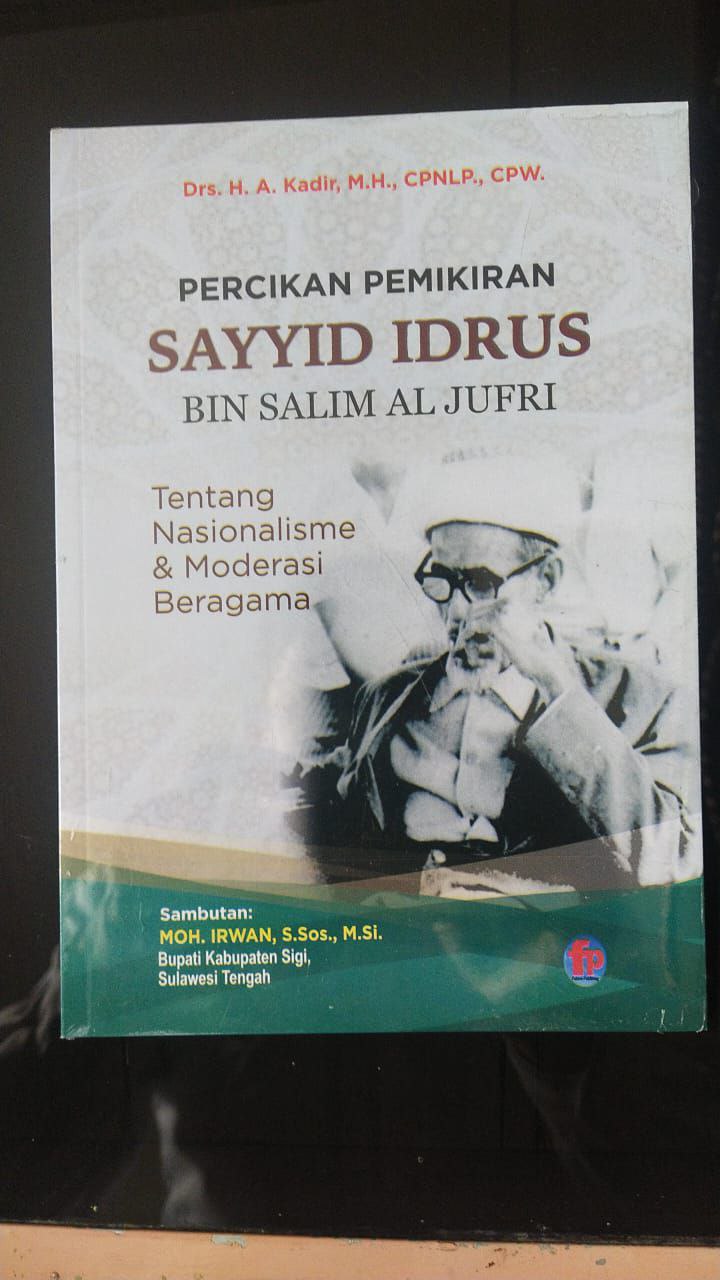 Drs. H. A. Kadir, M.H., CPNLP., CPW.
PERCIKAN PEMIKIRAN
SAYYID IDRUS
BIN SALIM AL JUFRI
Tentang
Nasionalisme
& Moderasi
Beragama
Sambutan:
MOH. IRWAN, S.Sos., M.Si.
Bupati Kabupaten Sigi,
Sulawesi Tengah
fp